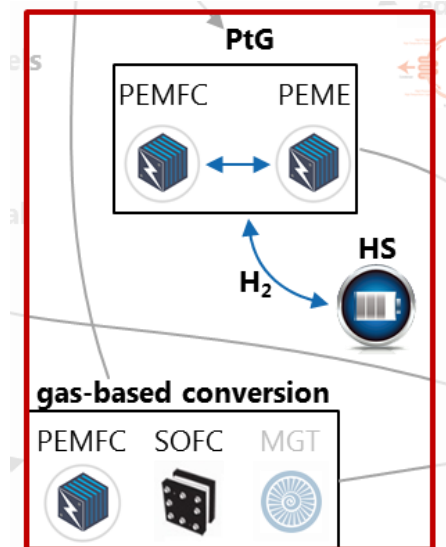 PtG
PEMFC PEME
HS
H₂
gas-based conversion
PEMFC SOFC MGT